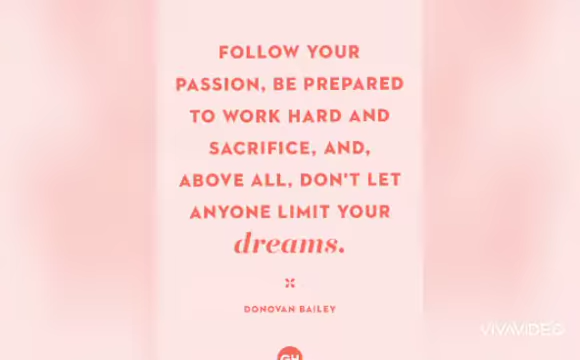 FOLLOW YOUR
PASSION, BE PREPARED
TO WORK HARD AND
SACRIFICE, AND,
ABOVE ALL, DON'T LET
ANYONE LIMIT YOUR
dreams.
DONOVAN BAILEY
GH
VIVAVIDEO